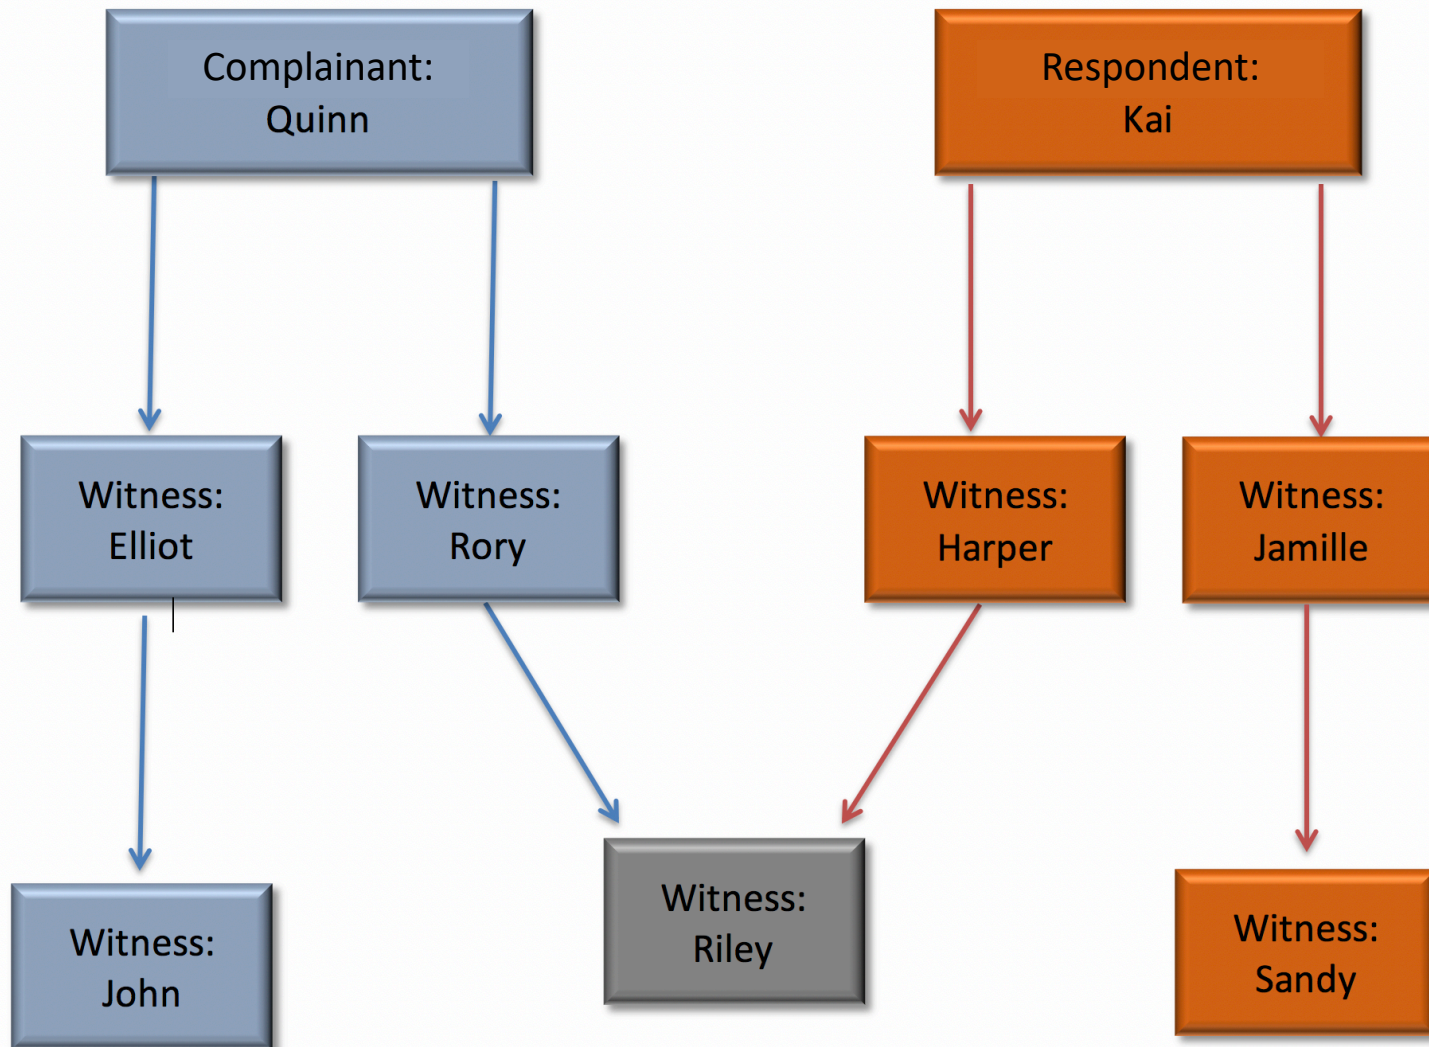 Complainant:
Quinn
Respondent:
Kai
Witness:
Elliot
Witness:
Rory
Witness:
Harper
Witness:
Jamille
Witness:
John
Witness:
Riley
Witness:
Sandy